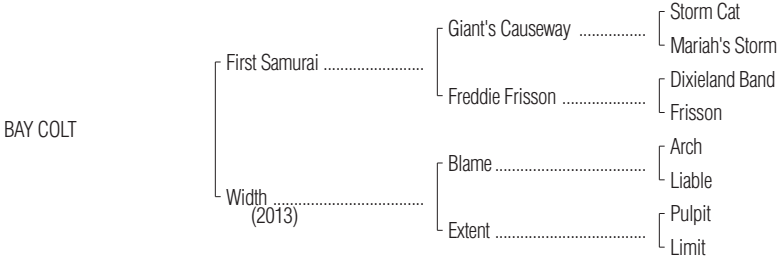 Storm Cat
Giant's Causeway ................
Mariah's Storm
First Samurai ........................
Dixieland Band
Freddie Frisson ....................
Frisson
BAY COLT
Arch
Blame ....................................
Liable
Width ....................................
(2013)
Pulpit
Extent ....................................
Limit